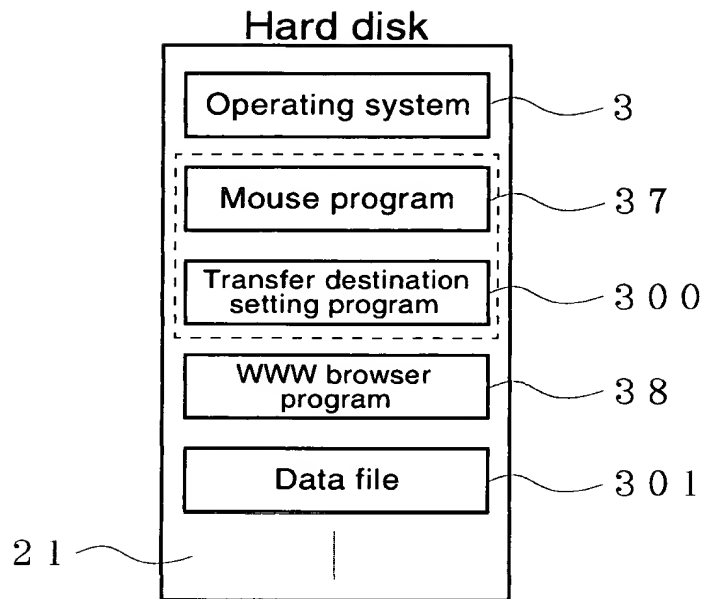 Hard disk
Operating system
3
Mouse program
37
Transfer destination
setting program
300
WWW browser
program
38
Data file
301
21